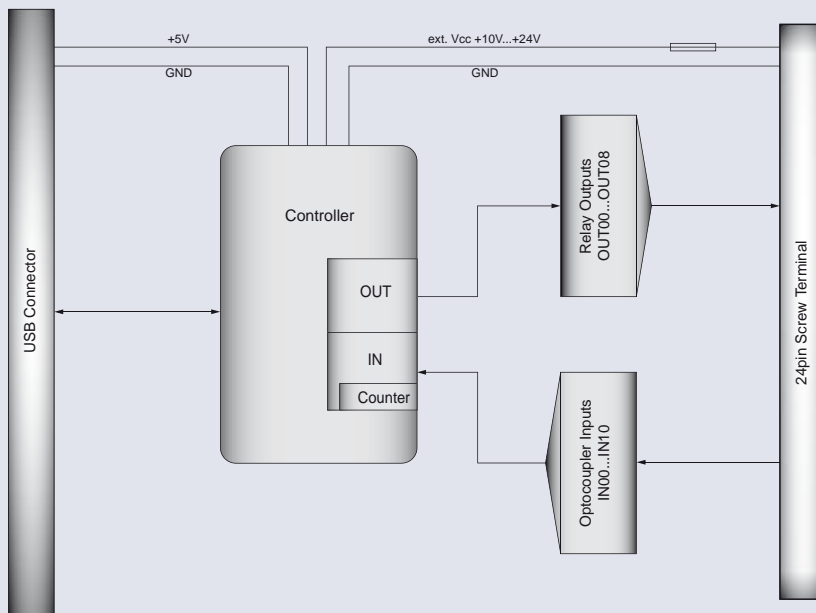 +5V
ext. Vcc +10V...+24V
GND
GND
Controller
Relay Outputs
OUT00...OUT08
OUT
USB Connector
24pin Screw Terminal
IN
Counter
Optocoupler Inputs
IN00...IN10